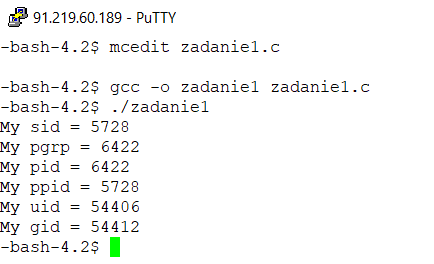 91.219.60.189 - PuTTY
-bash-4.2$ mcedit zadanie1.c
-bash-4.2$ gcc -o zadanie1 zadanie1.c
-bash-4.2$ ./zadanie1
My sid = 5728
My pgrp = 6422
My pid = 6422
My ppid = 5728
My uid = 54406
My gid = 54412
-bash-4.2$